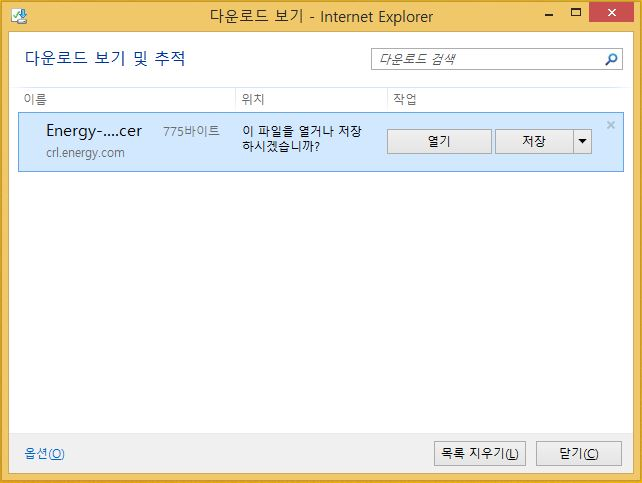 다운로드 보기 - Internet Explorer
다운로드 보기 및 추적
다운로드 검색
이름 위치 작업
Energy-....cer 775바이트 이 파일을 열거나 저장 열기 저장
crl.energy.com 하시겠습니까?
옵션(O) 목록 지우기(L) 닫기(C)